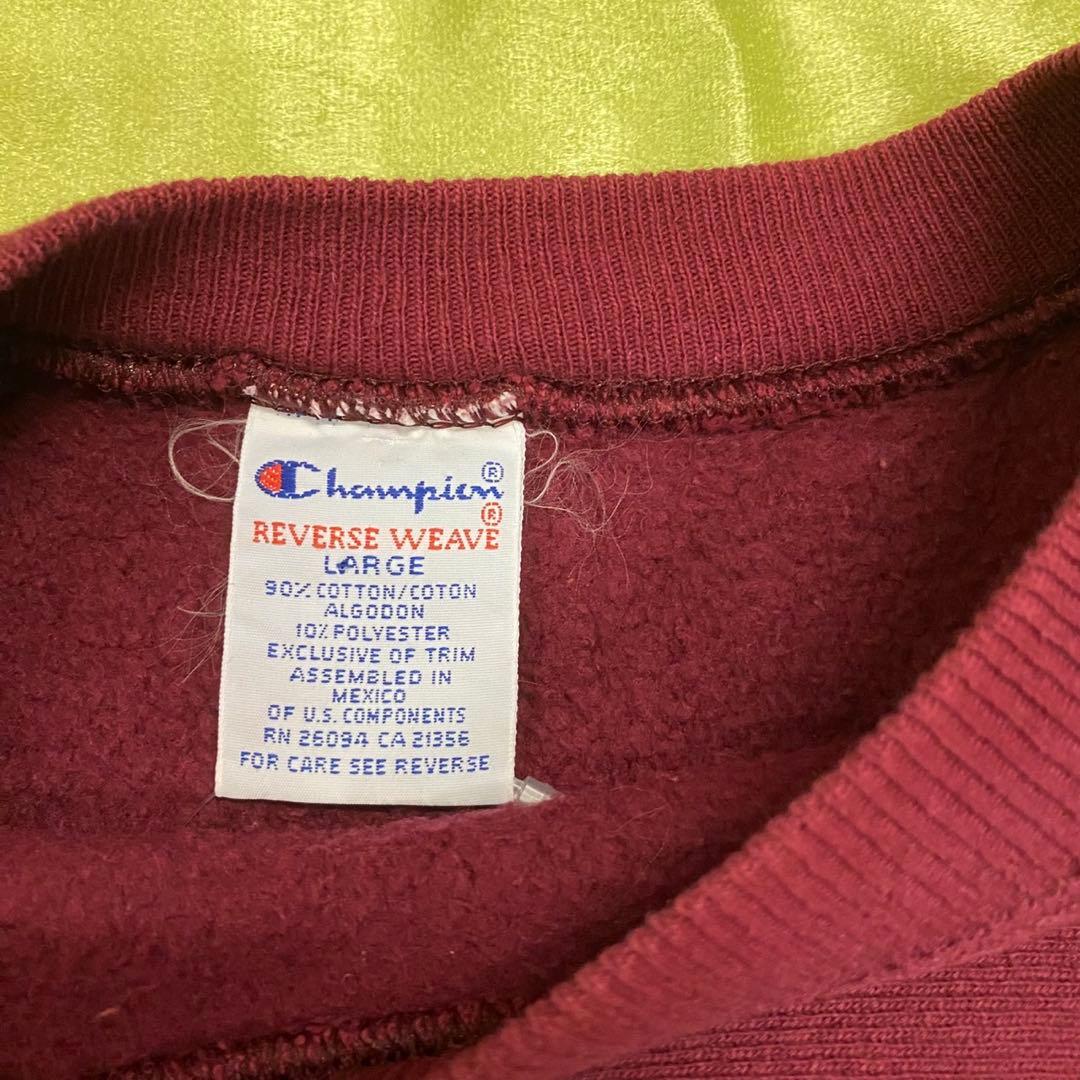 Champion®
REVERSE WEAVE®
LARGE
90% COTTON/COTON
ALGODON
10% POLYESTER
EXCLUSIVE OF TRIM
ASSEMBLED IN
MEXICO
OF U.S. COMPONENTS
RN 26094 CA 21356
FOR CARE SEE REVERSE